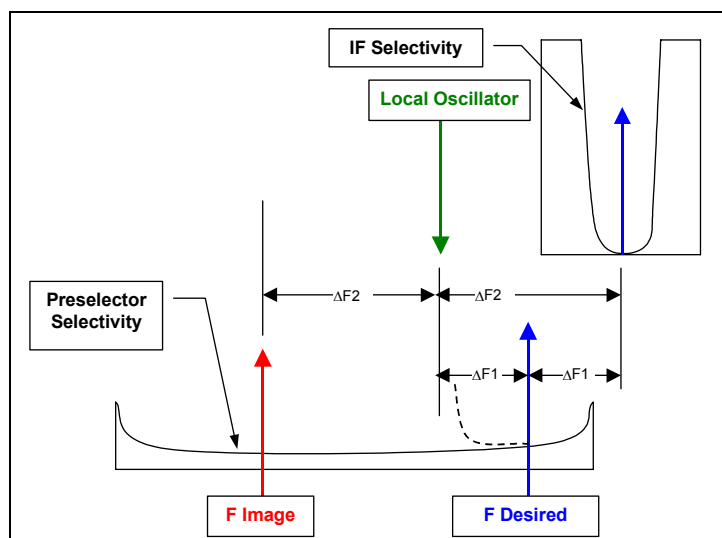 IF Selectivity
Local Oscillator
ΔF2
ΔF2
Preselector
Selectivity
ΔF1
ΔF1
F Image
F Desired